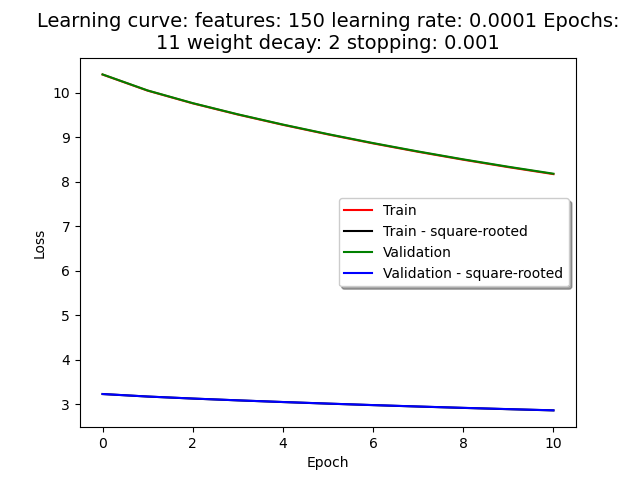 Learning curve: features: 150 learning rate: 0.0001 Epochs:
11 weight decay: 2 stopping: 0.001
10
9
8
7
6
5
4
3
Loss
Train
Train - square-rooted
Validation
Validation - square-rooted
0 2 4 6 8 10
Epoch